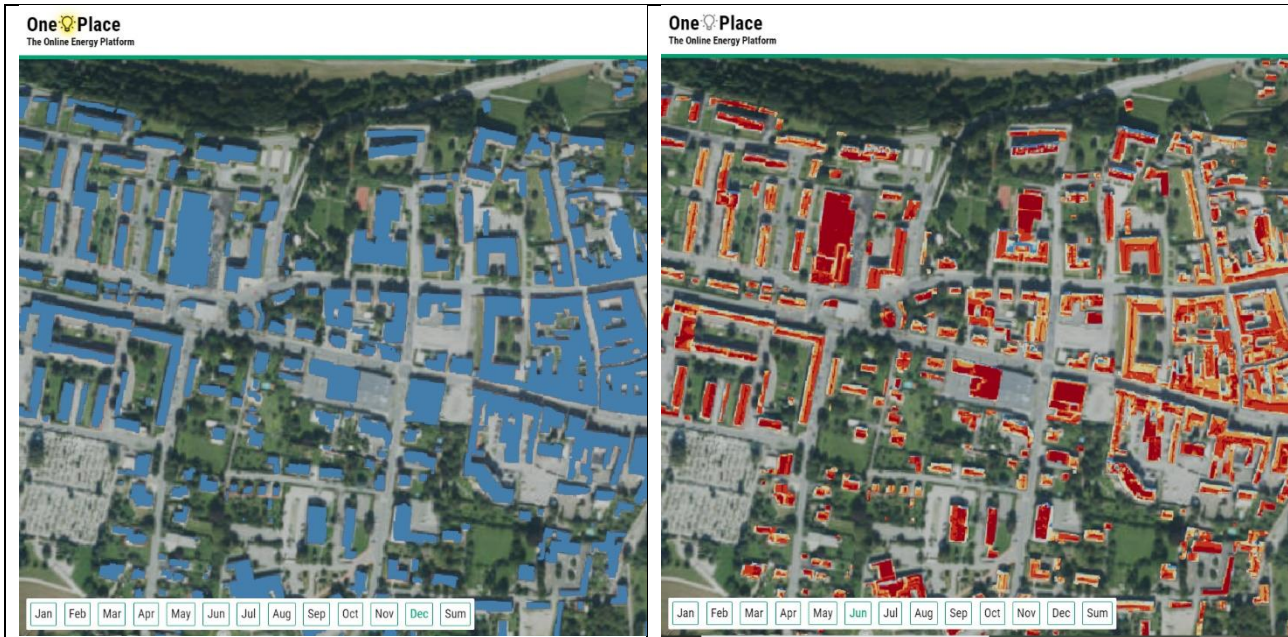 One Place
The Online Energy Platform
Jan Feb Mar Apr May Jun Jul Aug Sep Oct Nov Dec Sum
One Place
The Online Energy Platform
Jan Feb Mar Apr May Jun Jul Aug Sep Oct Nov Dec Sum